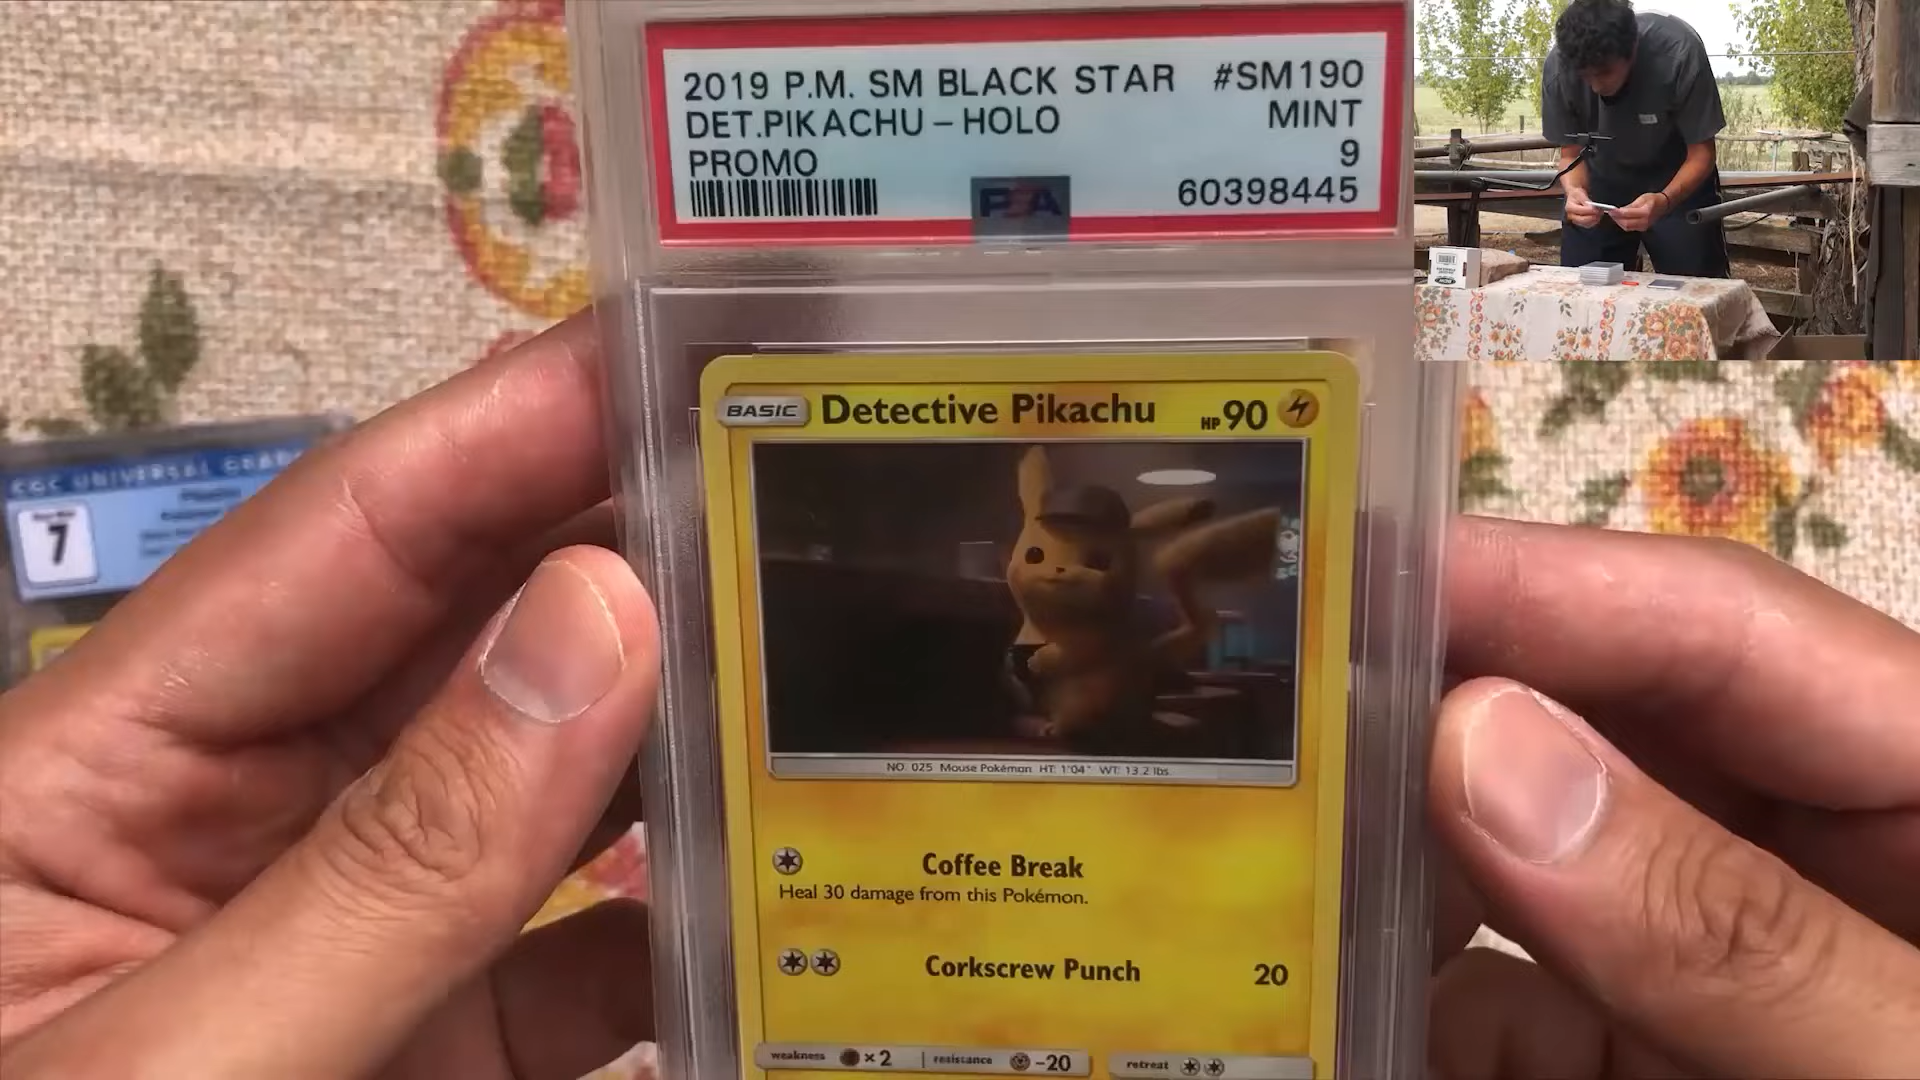 2019 P.M. SM BLACK STAR #SM190
DET.PIKACHU - HOLO MINT
PROMO 9
60398445
PSA
BASIC Detective Pikachu HP 90
NO. 025 Mouse Pokémon HT: 1'04" WT: 13.2 lbs.
Coffee Break
Heal 30 damage from this Pokémon.
Corkscrew Punch 20
weakness ×2 resistance -20 retreat
CGC UNIVERSAL GRADE
7